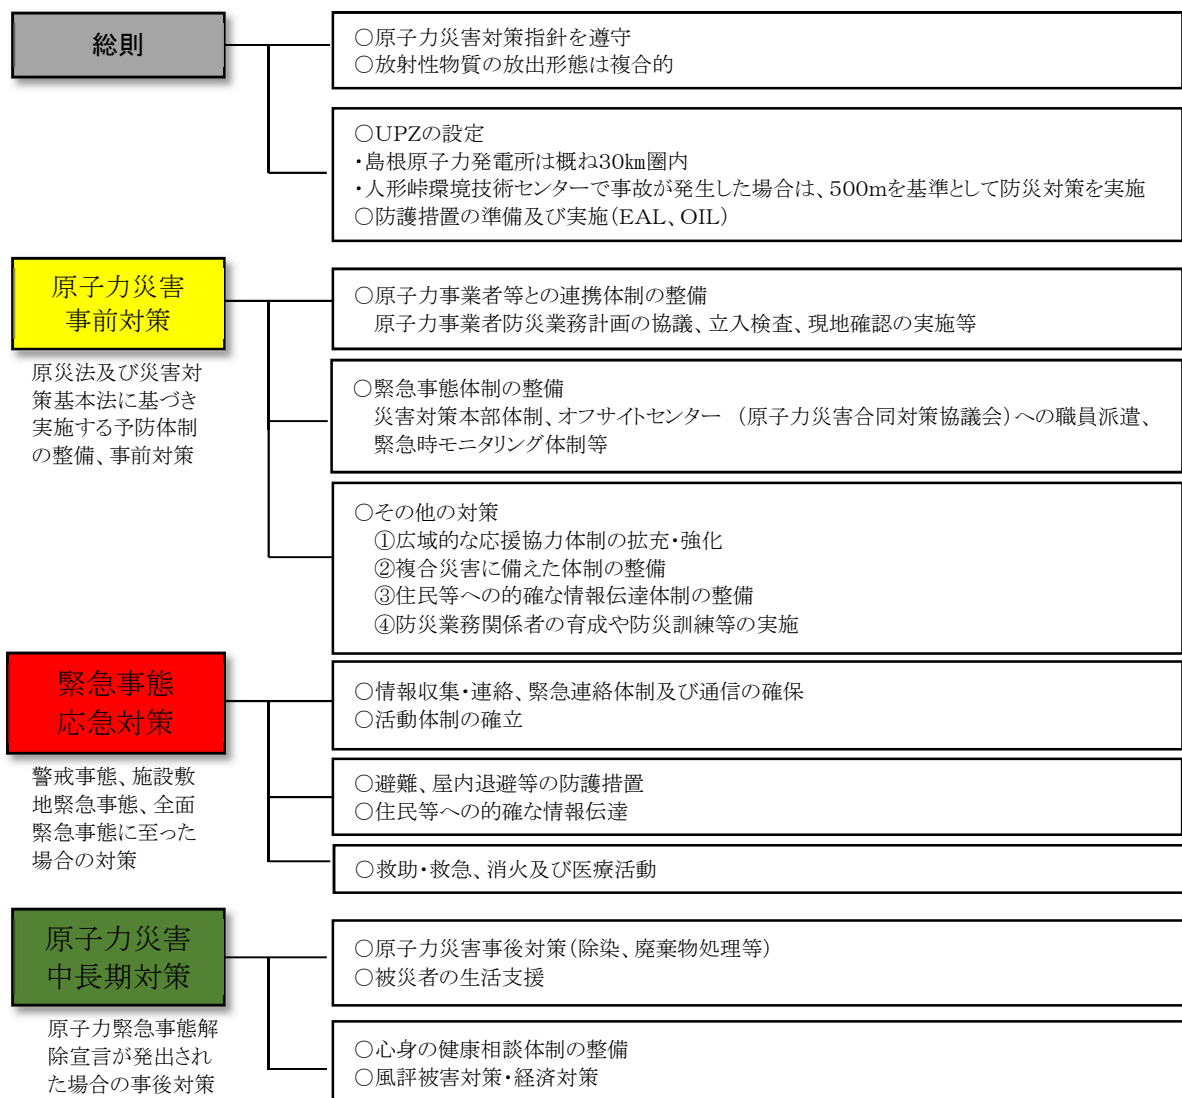 総則
○原子力災害対策指針を遵守
○放射性物質の放出形態は複合的
○UPZの設定
・島根原子力発電所は概ね30㎞圏内
・人形峠環境技術センターで事故が発生した場合は、500mを基準として防災対策を実施
○防護措置の準備及び実施(EAL、OIL)
原子力災害
事前対策
原災法及び災害対
策基本法に基づき
実施する予防体制
の整備、事前対策
○原子力事業者等との連携体制の整備
原子力事業者防災業務計画の協議、立入検査、現地確認の実施等
○緊急事態体制の整備
災害対策本部体制、オフサイトセンター (原子力災害合同対策協議会)への職員派遣、
緊急時モニタリング体制等
○その他の対策
①広域的な応援協力体制の拡充・強化
②複合災害に備えた体制の整備
③住民等への的確な情報伝達体制の整備
④防災業務関係者の育成や防災訓練等の実施
緊急事態
応急対策
警戒事態、施設敷
地緊急事態、全面
緊急事態に至った
場合の対策
○情報収集・連絡、緊急連絡体制及び通信の確保
○活動体制の確立
○避難、屋内退避等の防護措置
○住民等への的確な情報伝達
○救助・救急、消火及び医療活動
原子力災害
中長期対策
原子力緊急事態解
除宣言が発出され
た場合の事後対策
○原子力災害事後対策(除染、廃棄物処理等)
○被災者の生活支援
○心身の健康相談体制の整備
○風評被害対策・経済対策